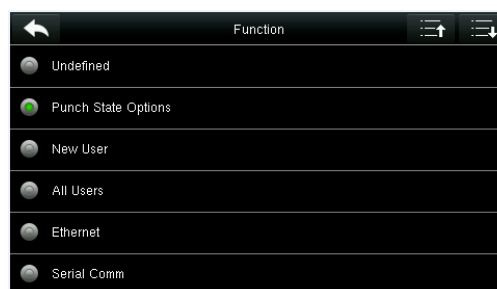 Function
Undefined
Punch State Options
New User
All Users
Ethernet
Serial Comm